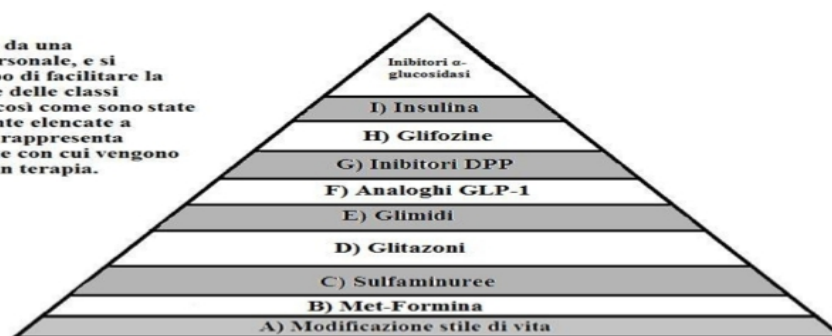 da una
rsonale, e si
o di facilitare la
e delle classi
così come sono state
nte elencate a
rappresenta
e con cui vengono
n terapia.
Inibitori α-
glucosidasi
I) Insulina
H) Glifozine
G) Inibitori DPP
F) Analoghi GLP-1
E) Glimidi
D) Glitazoni
C) Sulfaminuree
B) Met-Formina
A) Modificazione stile di vita